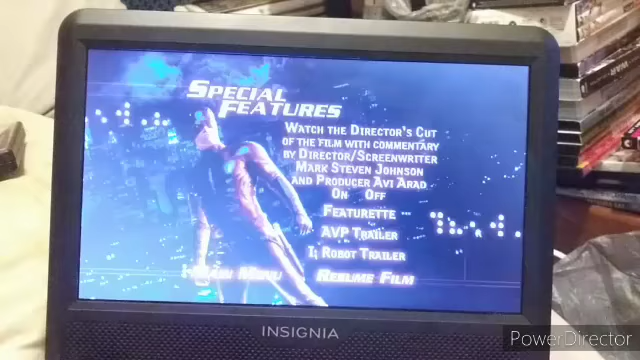 Special
Features
Watch the Director's Cut
of the film with commentary
by Director/Screenwriter
Mark Steven Johnson
and Producer Avi Arad
On Off
Featurette
AVP Trailer
I, Robot Trailer
Main Menu Resume Film
INSIGNIA
PowerDirector